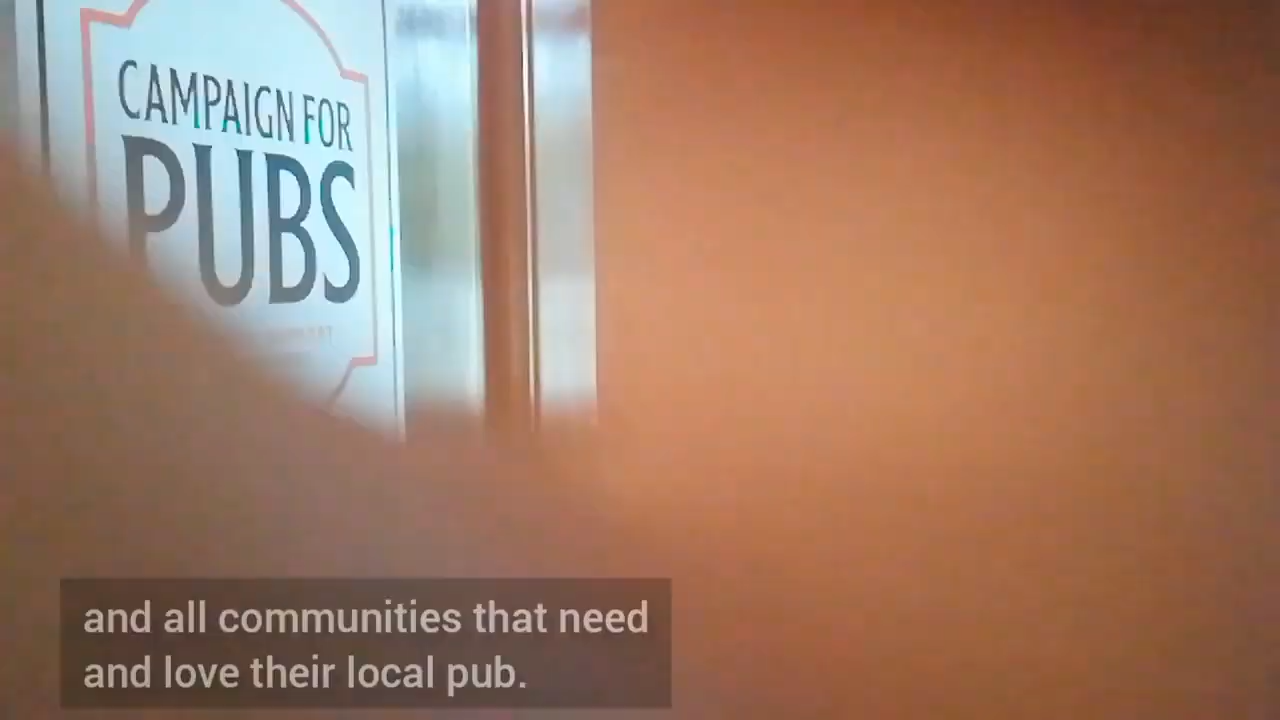 CAMPAIGN FOR
PUBS
and all communities that need
and love their local pub.